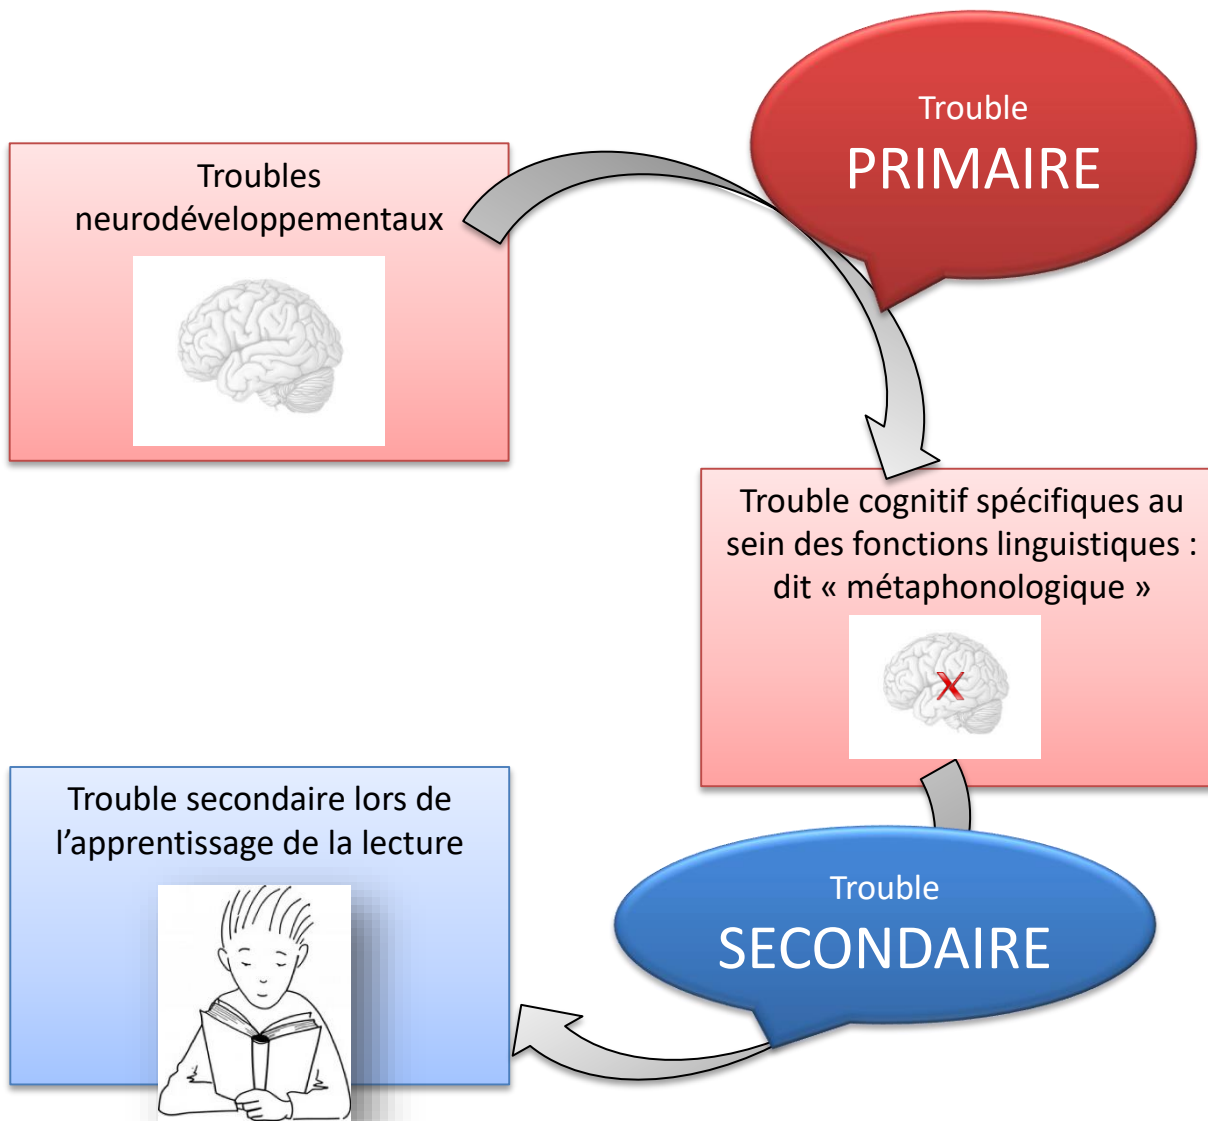 Trouble
PRIMAIRE
Troubles
neurodéveloppementaux
Trouble cognitif spécifiques au
sein des fonctions linguistiques :
dit « métaphonologique »
X
Trouble secondaire lors de
l’apprentissage de la lecture
Trouble
SECONDAIRE